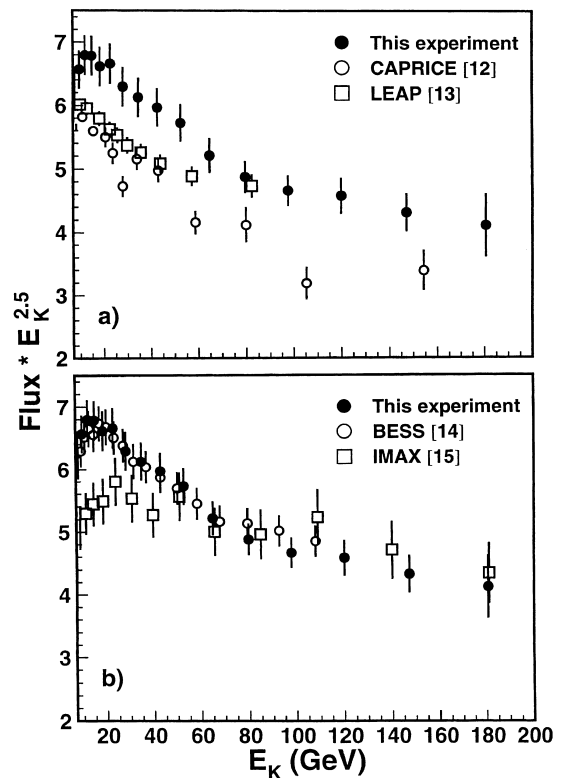 7
6
5
4
3
2
This experiment
CAPRICE [12]
LEAP [13]
a)
Flux * E_K^2.5
7
6
5
4
3
2
This experiment
BESS [14]
IMAX [15]
b)
20 40 60 80 100 120 140 160 180 200
E_K (GeV)